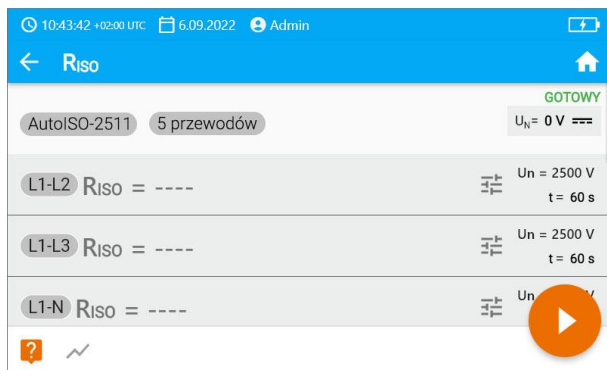 10:43:42 +02:00 UTC 6.09.2022 Admin
RISO
GOTOWY
AutoISO-2511 5 przewodów UN= 0 V
L1-L2 RISO = ---- Un = 2500 V
t = 60 s
L1-L3 RISO = ---- Un = 2500 V
t = 60 s
L1-N RISO = ---- Un V
?